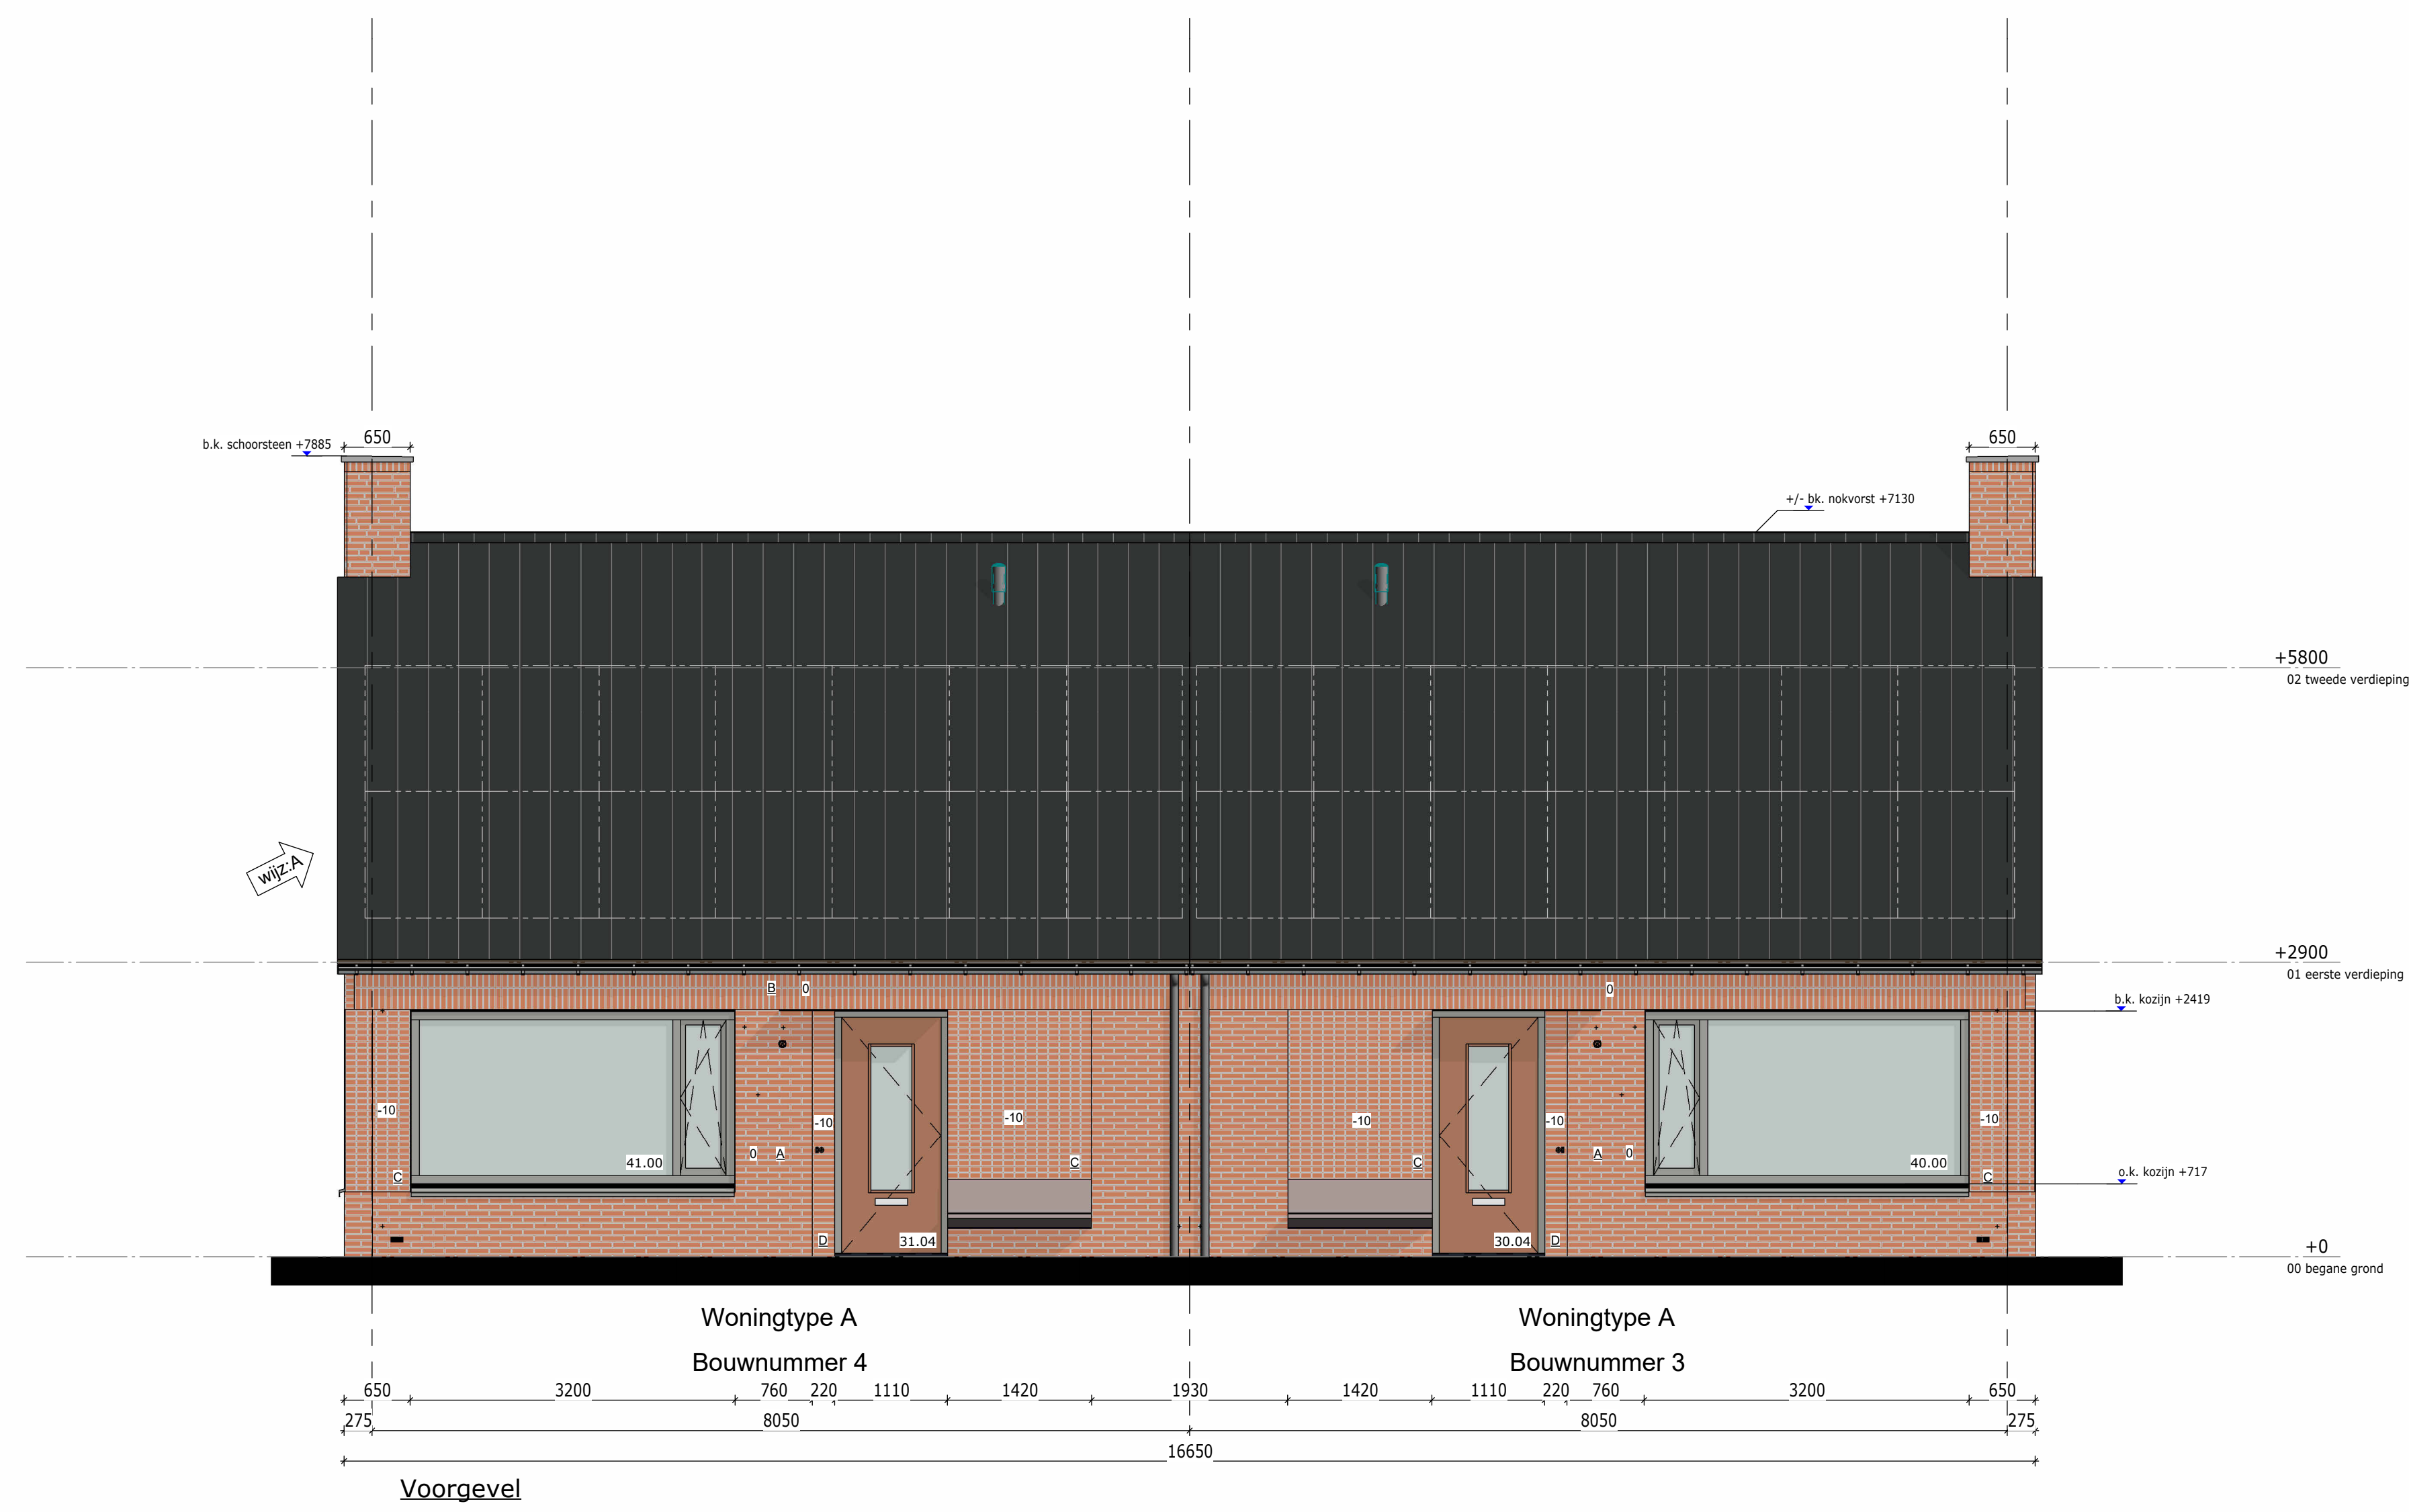 650
650
b.k. schoorsteen +7885
+/- bk. nokvorst +7130
+5800
02 tweede verdieping
wijz:A
+2900
01 eerste verdieping
B 0
0
b.k. kozijn +2419
-10
-10
-10
-10
-10
-10
41.00
0 A
C
C
A 0
40.00
C
C
o.k. kozijn +717
D
31.04
30.04
D
+0
00 begane grond
Woningtype A
Woningtype A
Bouwnummer 4
Bouwnummer 3
650 3200 760 220 1110 1420 1930 1420 1110 220 760 3200 650
275 8050 8050 275
16650
Voorgevel